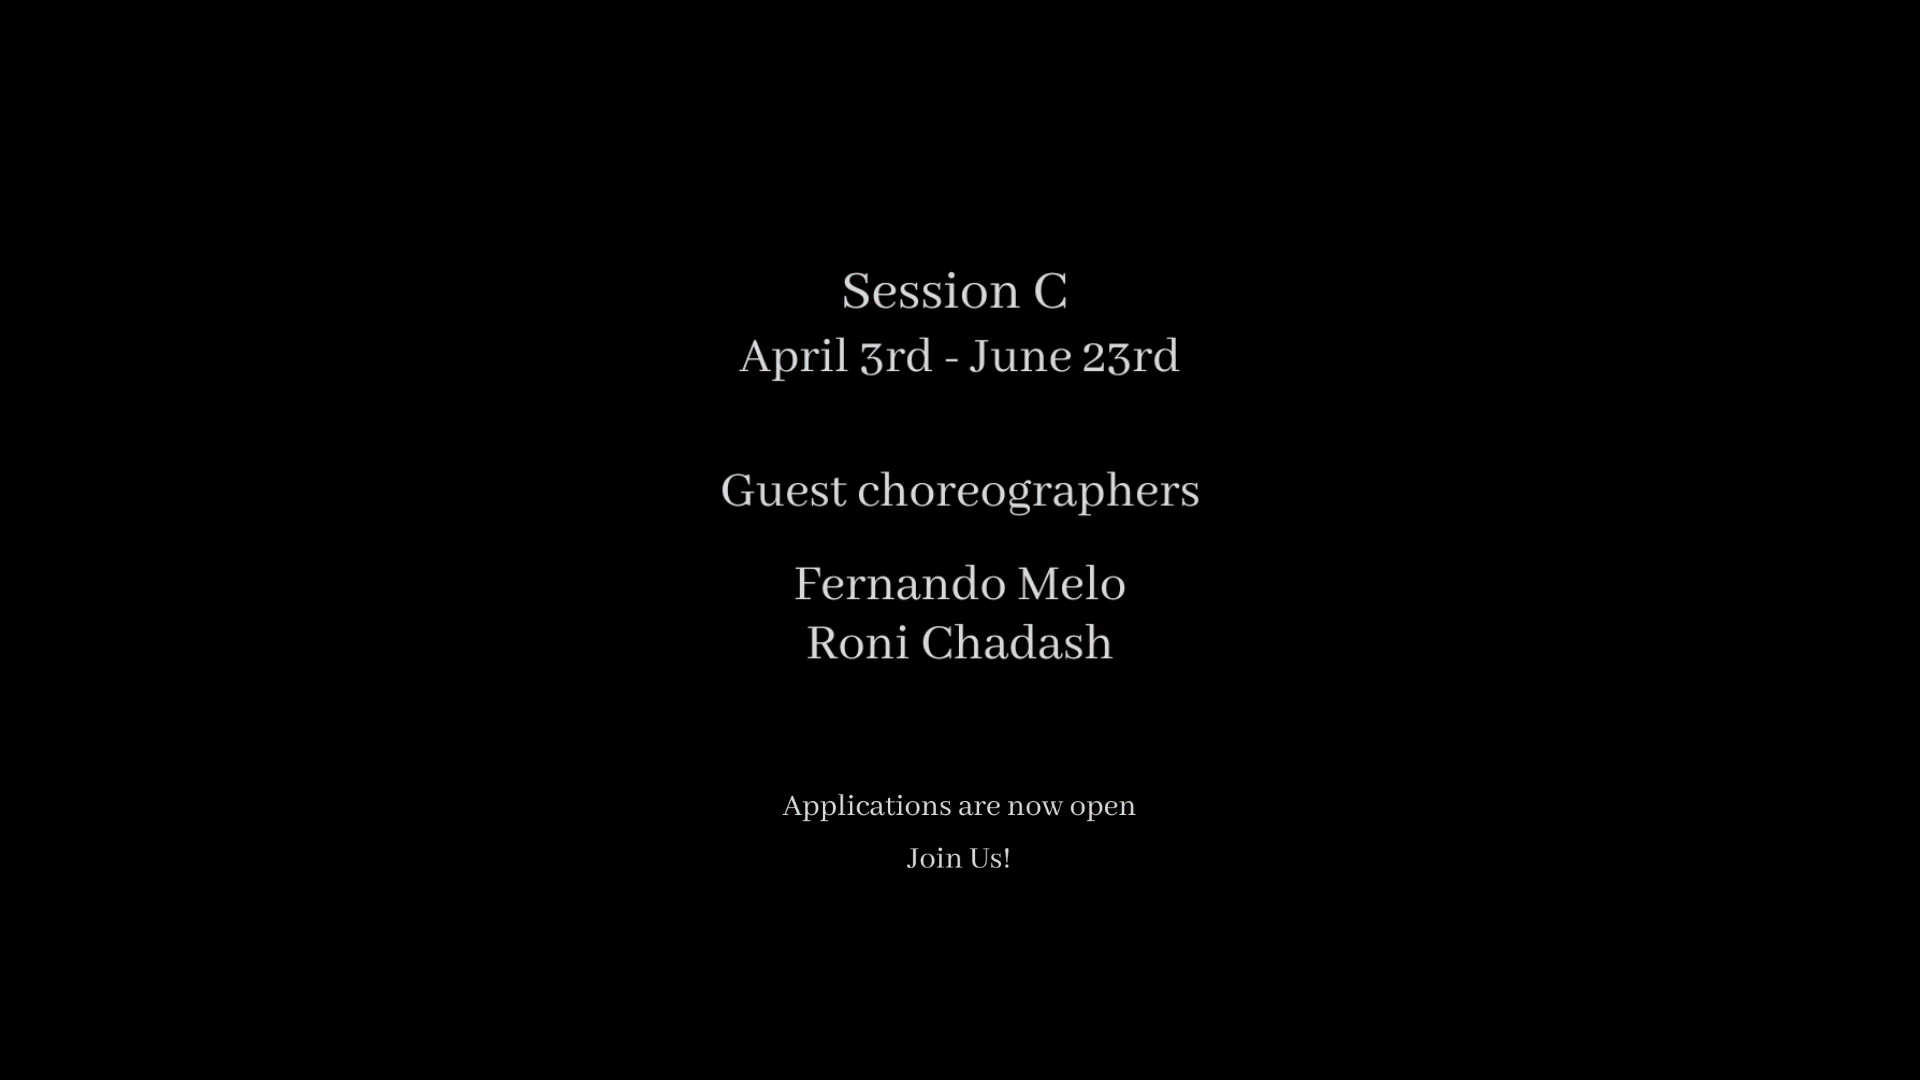 Session C
April 3rd - June 23rd
Guest choreographers
Fernando Melo
Roni Chadash
Applications are now open
Join Us!